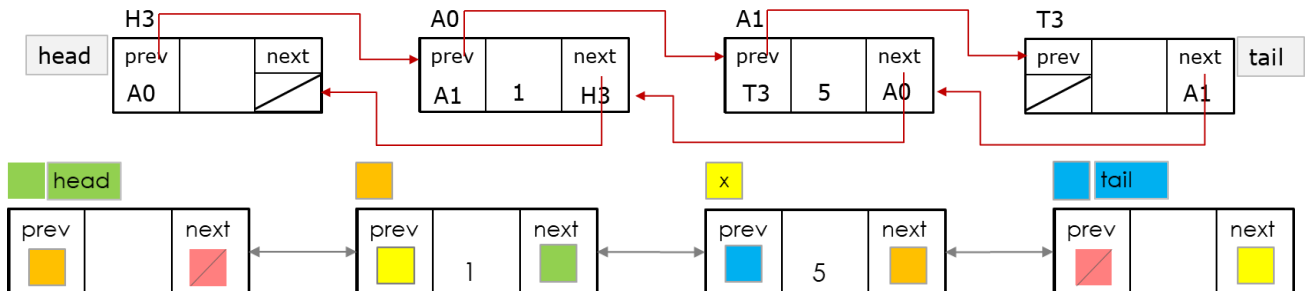 H3 A0 A1 T3
head prev next prev next prev next prev next tail
A0 A1 1 H3 T3 5 A0 A1
head x tail
prev next prev next prev next prev next
1 5